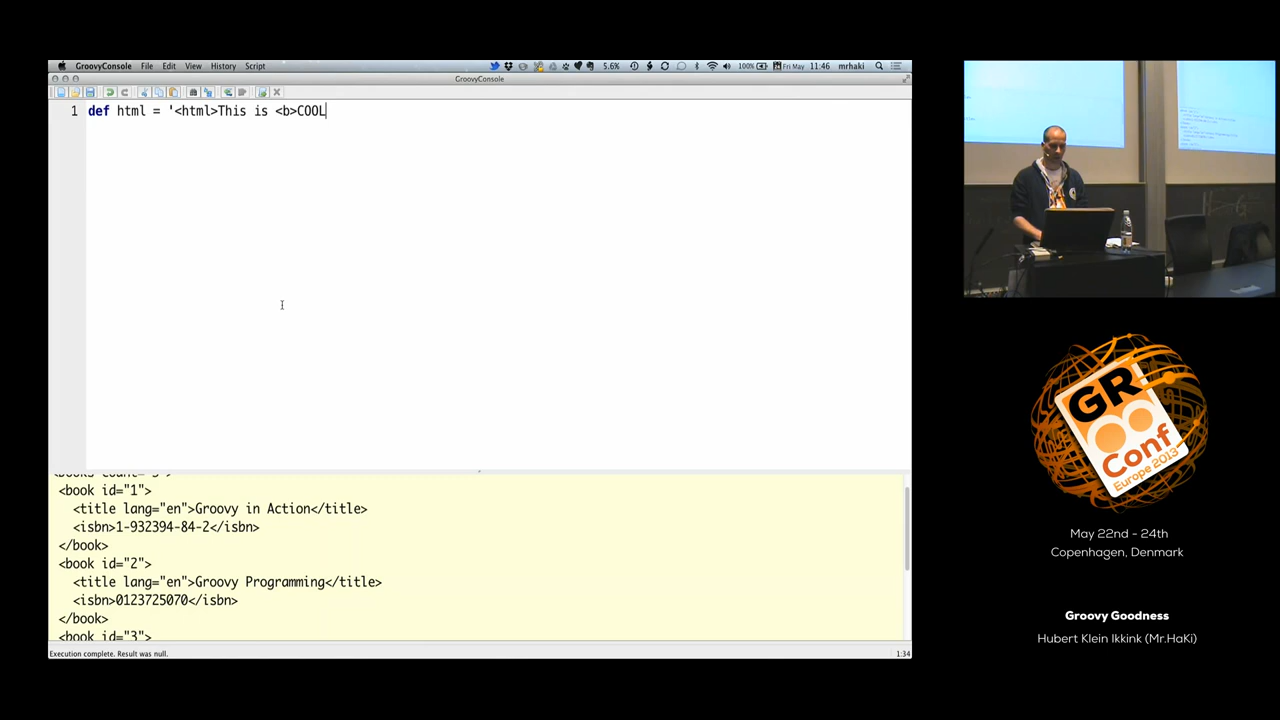 GroovyConsole File Edit View History Script 5.6% 100% Fri May 11:46 mrhaki
GroovyConsole
1 def html = '<html>This is <b>COOL
<books count="3">
<book id="1">
<title lang="en">Groovy in Action</title>
<isbn>1-932394-84-2</isbn>
</book>
<book id="2">
<title lang="en">Groovy Programming</title>
<isbn>0123725070</isbn>
</book>
<book id="3">
Execution complete. Result was null. 1:34
GR8
Conf
Europe 2013
May 22nd - 24th
Copenhagen, Denmark
Groovy Goodness
Hubert Klein Ikkink (Mr.HaKi)